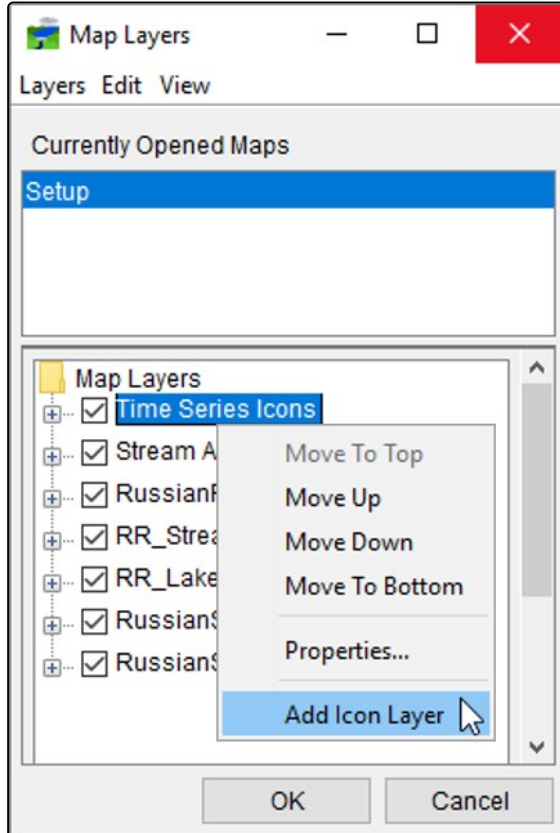 Map Layers
Layers Edit View
Currently Opened Maps
Setup
Map Layers
Time Series Icons
Stream A
Move To Top
RussianR
Move Up
RR_Strea
Move Down
RR_Lake
Move To Bottom
RussianS
Properties...
RussianS
Add Icon Layer
OK Cancel